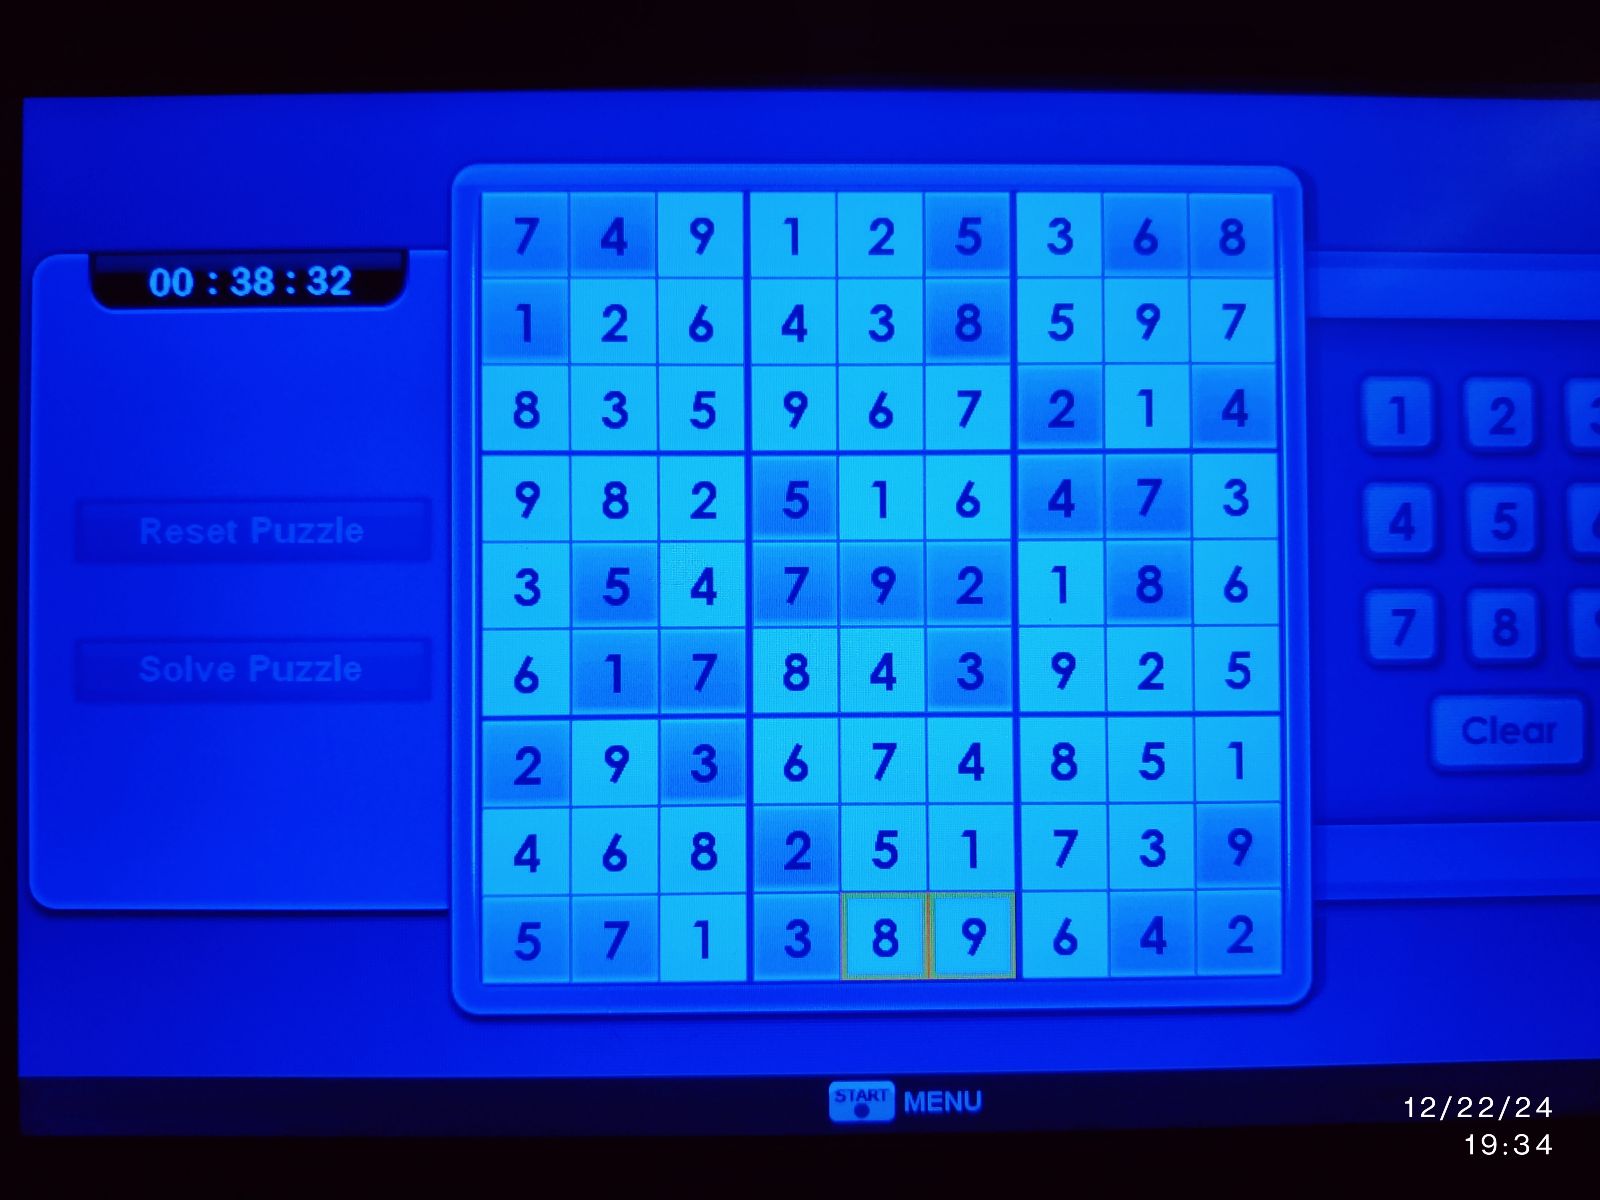 00 : 38 : 32
Reset Puzzle
Solve Puzzle
7 4 9 1 2 5 3 6 8
1 2 6 4 3 8 5 9 7
8 3 5 9 6 7 2 1 4
9 8 2 5 1 6 4 7 3
3 5 4 7 9 2 1 8 6
6 1 7 8 4 3 9 2 5
2 9 3 6 7 4 8 5 1
4 6 8 2 5 1 7 3 9
5 7 1 3 8 9 6 4 2
1 2 3
4 5
7 8
Clear
START MENU
12/22/24
19:34